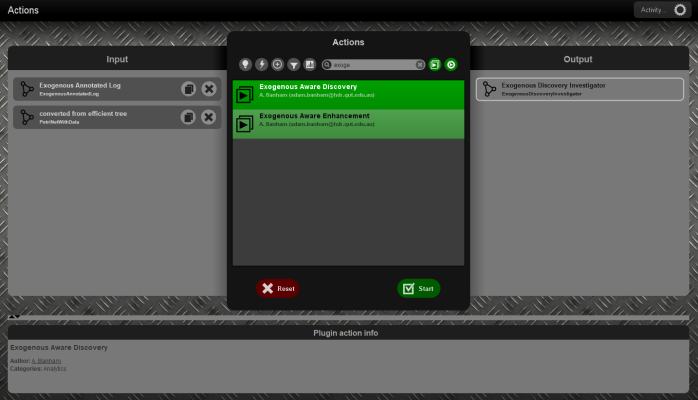 Actions
Activity...
Input
Exogenous Annotated Log
ExogenousAnnotatedLog
converted from efficient tree
PetriNetWithData
Actions
exoge
Exogenous Aware Discovery
A. Banham (adam.banham@hdr.qut.edu.au)
Exogenous Aware Enhancement
A. Banham (adam.banham@hdr.qut.edu.au)
Reset
Start
Output
Exogenous Discovery Investigator
ExogenousDiscoveryInvestigator
Plugin action info
Exogenous Aware Discovery
Author: A. Banham
Categories: Analytics